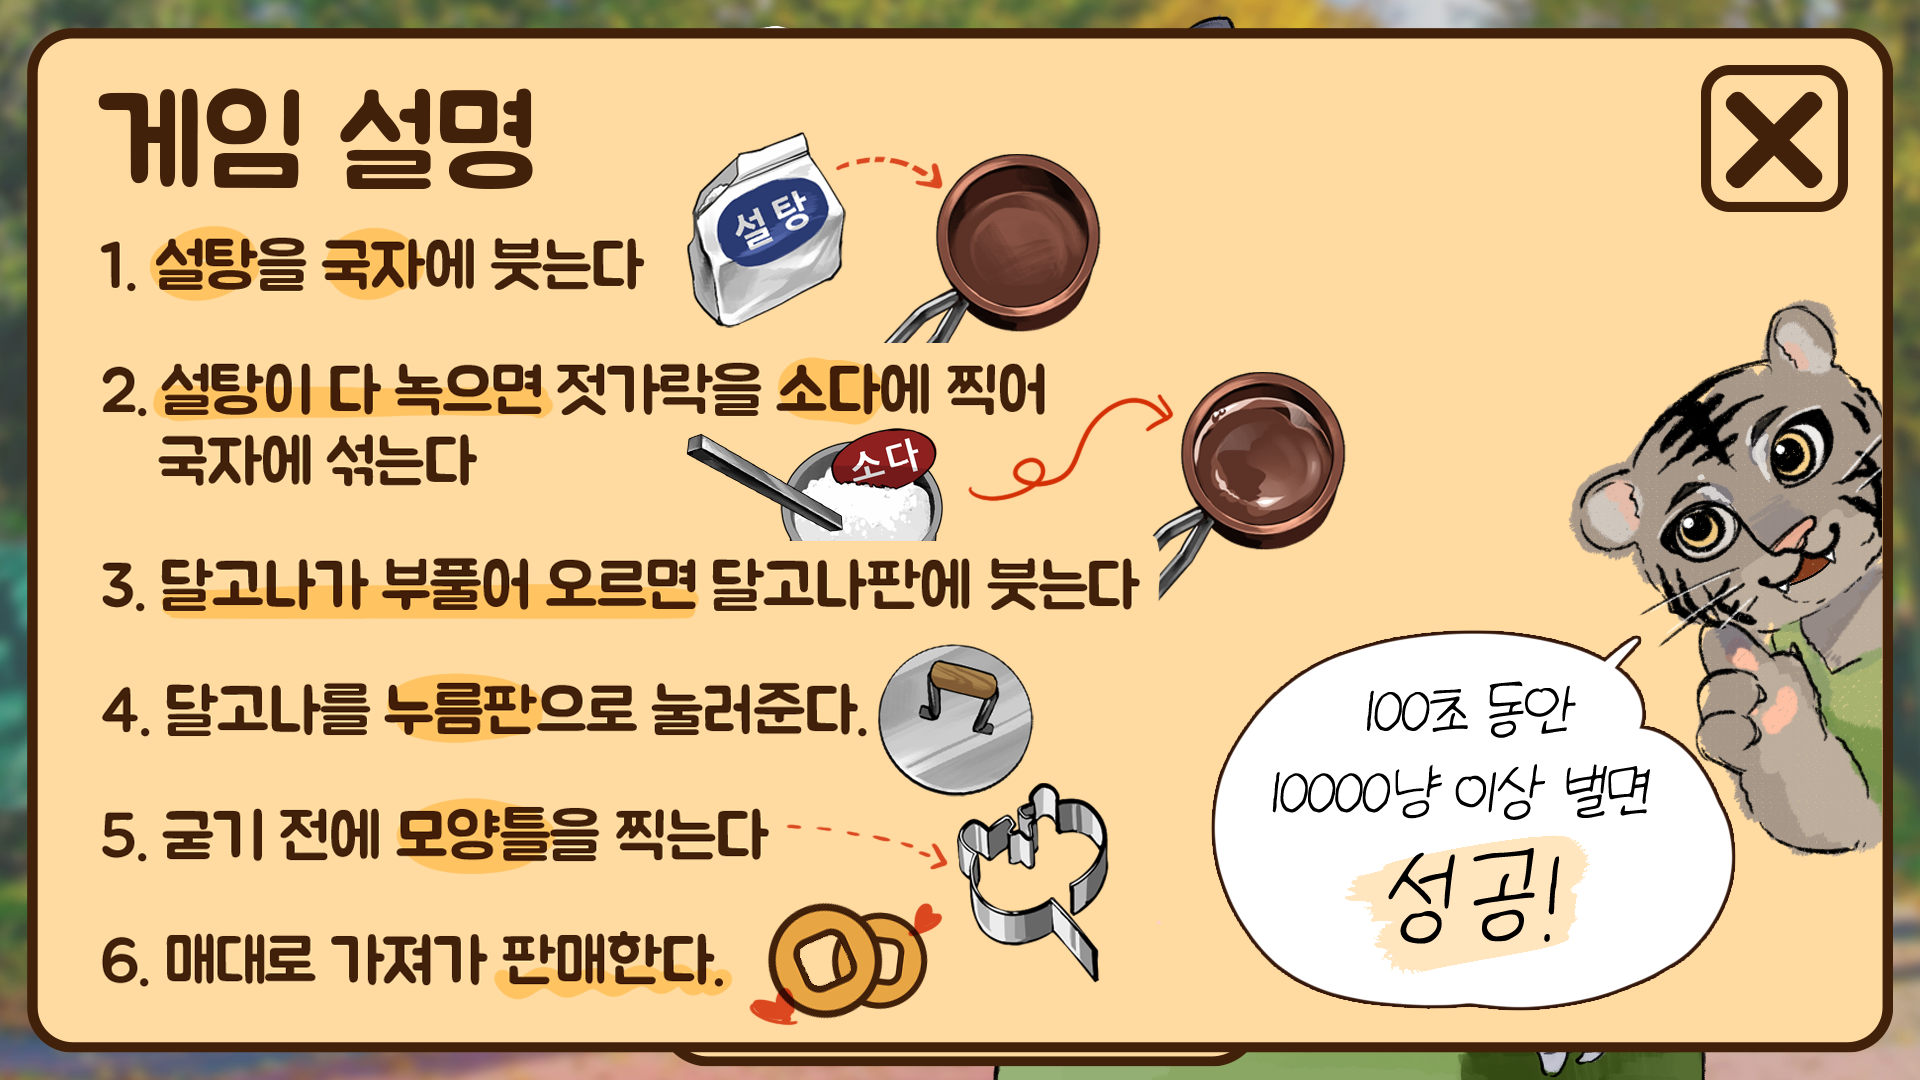 게임 설명
1. 설탕을 국자에 붓는다
설탕
2. 설탕이 다 녹으면 젓가락을 소다에 찍어
국자에 섞는다
소다
3. 달고나가 부풀어 오르면 달고나판에 붓는다
4. 달고나를 누름판으로 눌러준다.
5. 굳기 전에 모양틀을 찍는다
6. 매대로 가져가 판매한다.
100초 동안
10000냥 이상 벌면
성공!